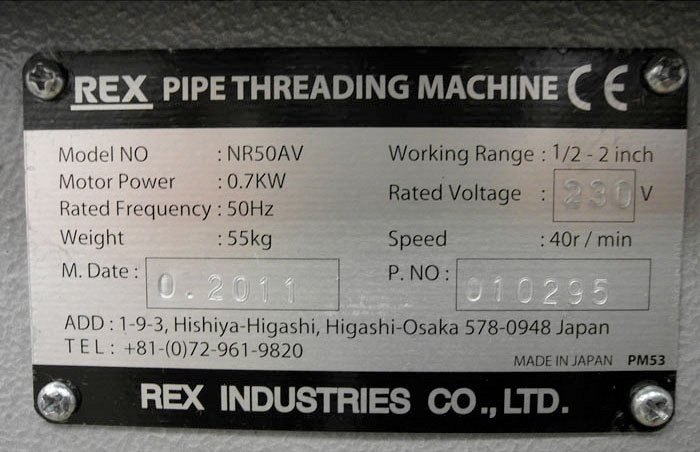 REX PIPE THREADING MACHINE CE
Model NO : NR50AV
Working Range : 1/2 - 2 inch
Motor Power : 0.7KW
Rated Voltage : 230 V
Rated Frequency : 50Hz
Weight : 55kg
Speed : 40r / min
M. Date : 0.2011
P. NO : 010295
ADD : 1-9-3, Hishiya-Higashi, Higashi-Osaka 578-0948 Japan
TEL : +81-(0)72-961-9820
MADE IN JAPAN PM53
REX INDUSTRIES CO., LTD.